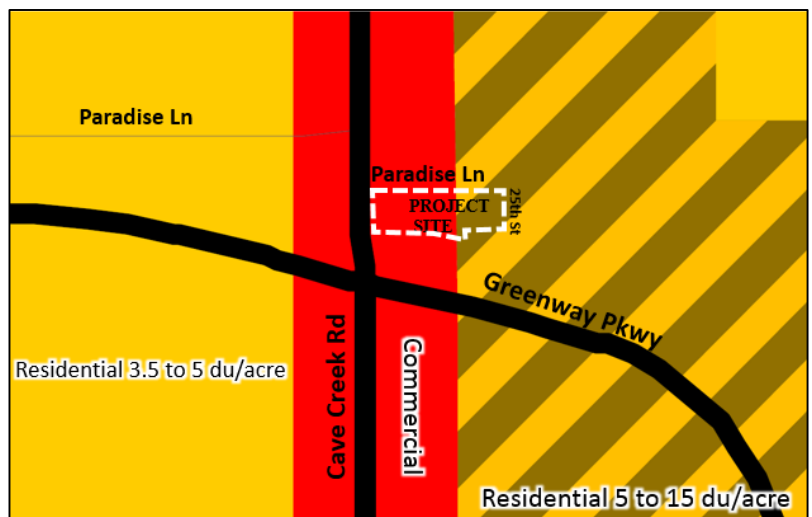 Paradise Ln
Paradise Ln
PROJECT
SITE
25th St
Greenway Pkwy
Cave Creek Rd
Commercial
Residential 3.5 to 5 du/acre
Residential 5 to 15 du/acre